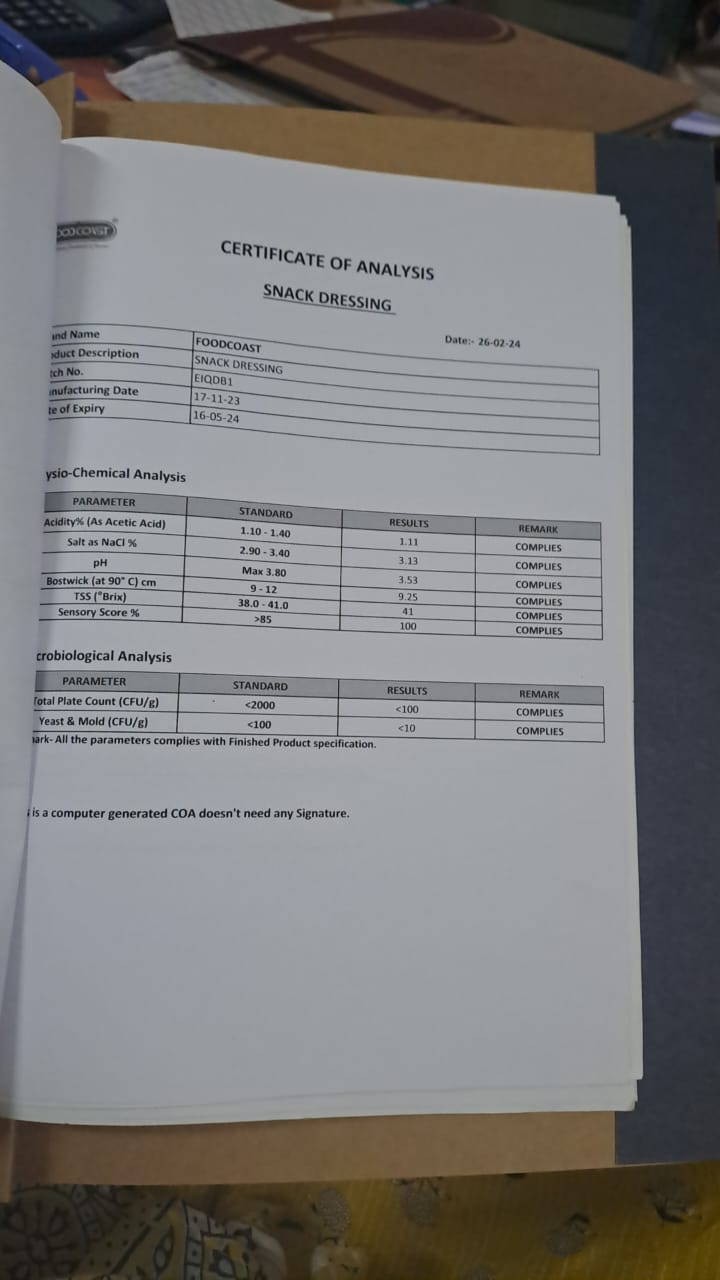 OODCOAST
CERTIFICATE OF ANALYSIS
SNACK DRESSING
Date:- 26-02-24
and Name FOODCOAST
oduct Description SNACK DRESSING
tch No. EIQDB1
anufacturing Date 17-11-23
te of Expiry 16-05-24
ysio-Chemical Analysis
PARAMETER STANDARD RESULTS REMARK
Acidity% (As Acetic Acid) 1.10 - 1.40 1.11 COMPLIES
Salt as NaCl % 2.90 - 3.40 3.13 COMPLIES
pH Max 3.80 3.53 COMPLIES
Bostwick (at 90° C) cm 9 - 12 9.25 COMPLIES
TSS (°Brix) 38.0 - 41.0 41 COMPLIES
Sensory Score % >85 100 COMPLIES
crobiological Analysis
PARAMETER STANDARD RESULTS REMARK
Total Plate Count (CFU/g) <2000 <100 COMPLIES
Yeast & Mold (CFU/g) <100 <10 COMPLIES
ark- All the parameters complies with Finished Product specification.
s is a computer generated COA doesn't need any Signature.